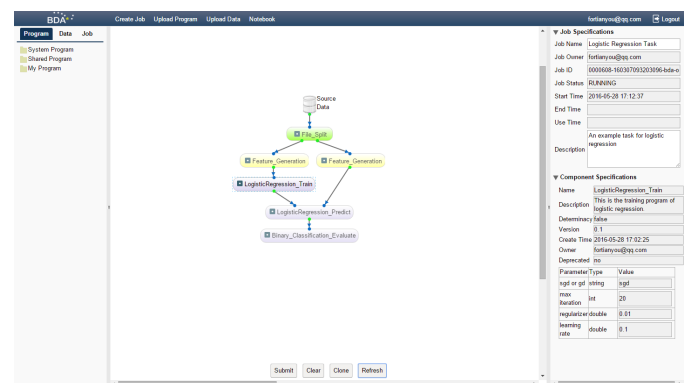 BDA
Create Job Upload Program Upload Data Notebook
fortianyou@qq.com Logout
Program Data Job
System Program
Shared Program
My Program
Source
Data
File_Split
Feature_Generation
Feature_Generation
LogisticRegression_Train
LogisticRegression_Predict
Binary_Classification_Evaluate
Submit Clear Clone Refresh
Job Specifications
Job Name Logistic Regression Task
Job Owner fortianyou@qq.com
Job ID 0000608-160307093203096-bda-o
Job Status RUNNING
Start Time 2016-05-28 17:12:37
End Time
Use Time
Description An example task for logistic
regression
Component Specifications
Name LogisticRegression_Train
Description This is the training program of
logistic regression.
Determinacy false
Version 0.1
Create Time 2016-05-28 17:02:25
Owner fortianyou@qq.com
Deprecated no
Parameter Type Value
sgd or gd string sgd
max
iteration int 20
regularizer double 0.01
learning
rate double 0.1